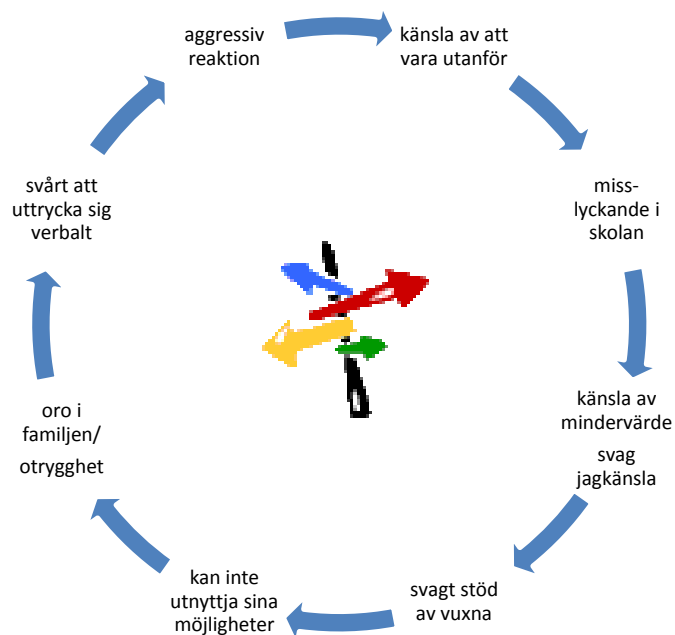 aggressiv
reaktion
känsla av att
vara utanför
miss-
lyckande i
skolan
känsla av
mindervärde
svag
jagkänsla
svagt stöd
av vuxna
kan inte
utnyttja sina
möjligheter
oro i
familjen/
otrygghet
svårt att
uttrycka sig
verbalt